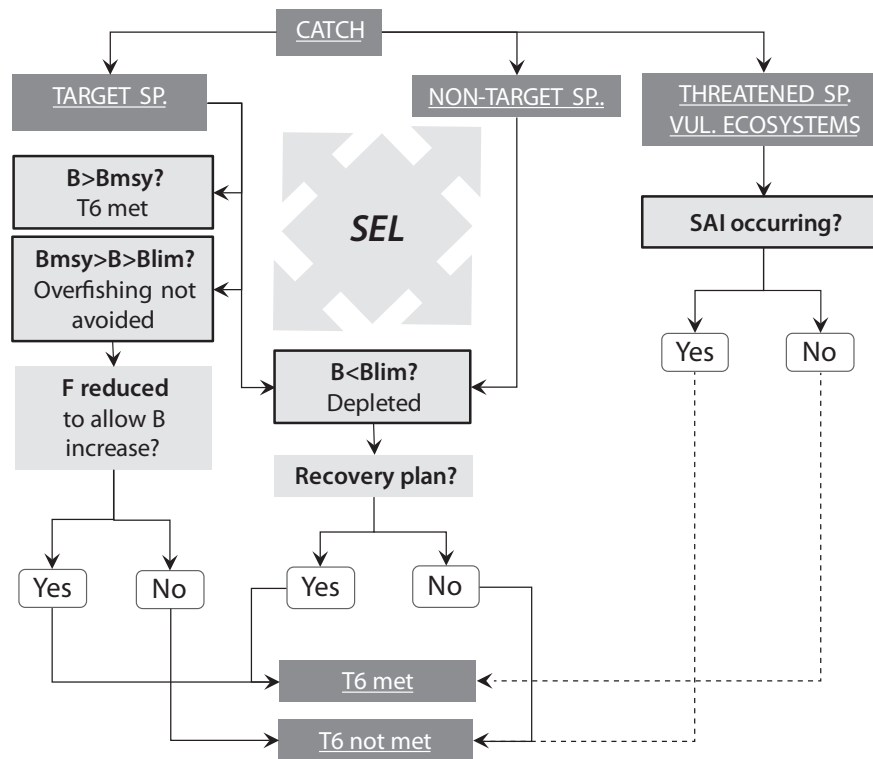 CATCH
TARGET SP.
NON-TARGET SP..
THREATENED SP.
VUL. ECOSYSTEMS
B>Bmsy?
T6 met
SEL
SAI occurring?
Bmsy>B>Blim?
Overfishing not
avoided
Yes
No
B<Blim?
Depleted
F reduced
to allow B
increase?
Recovery plan?
Yes
No
Yes
No
T6 met
T6 not met